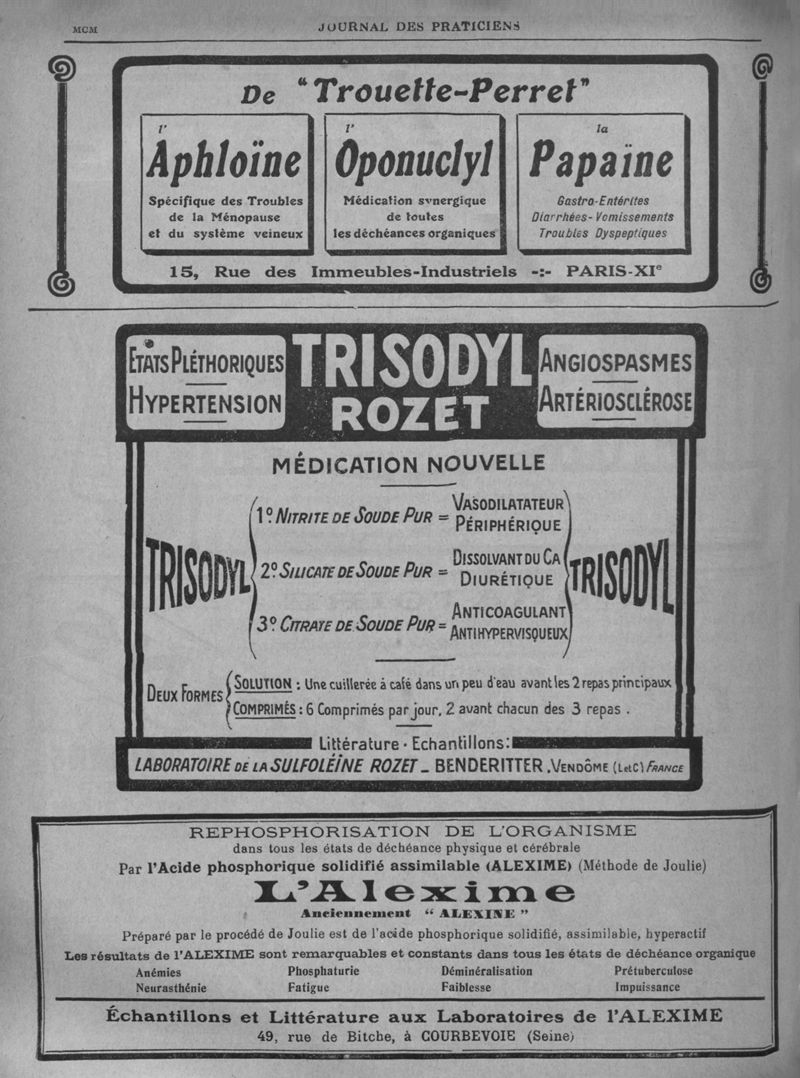 MCM
JOURNAL DES PRATICIENS
De "Trouette-Perret"
l'
Aphloïne
Spécifique des Troubles
de la Ménopause
et du système veineux
l'
Oponuclyl
Médication synergique
de toutes
les déchéances organiques
la
Papaïne
Gastro-Entérites
Diarrhées-Vomissements
Troubles Dyspeptiques
15, Rue des Immeubles-Industriels -:- PARIS-XIe
ETATS PLÉTHORIQUES
HYPERTENSION
TRISODYL
ROZET
ANGIOSPASMES
ARTÉRIOSCLÉROSE
MÉDICATION NOUVELLE
TRISODYL
1º. NITRITE DE SOUDE PUR = VASODILATATEUR
PÉRIPHÉRIQUE
2º. SILICATE DE SOUDE PUR = DISSOLVANT DU CA
DIURÉTIQUE
3º. CITRATE DE SOUDE PUR = ANTICOAGULANT
ANTIHYPERVISQUEUX
TRISODYL
DEUX FORMES
SOLUTION : Une cuillerée à café dans un peu d'eau avant les 2 repas principaux
COMPRIMÉS : 6 Comprimés par jour, 2 avant chacun des 3 repas.
Littérature - Echantillons:
LABORATOIRE DE LA SULFOLÉÏNE ROZET _ BENDERITTER, VENDÔME (L et C) FRANCE
REPHOSPHORISATION DE L'ORGANISME
dans tous les états de déchéance physique et cérébrale
Par l'Acide phosphorique solidifié assimilable (ALEXIME) (Méthode de Joulie)
L'Alexime
Anciennement "ALEXINE"
Préparé par le procédé de Joulie est de l'acide phosphorique solidifié, assimilable, hyperactif
Les résultats de l'ALEXIME sont remarquables et constants dans tous les états de déchéance organique
Anémies Phosphaturie Déminéralisation Prétuberculose
Neurasthénie Fatigue Faiblesse Impuissance
Échantillons et Littérature aux Laboratoires de l'ALEXIME
49, rue de Bitche, à COURBEVOIE (Seine)